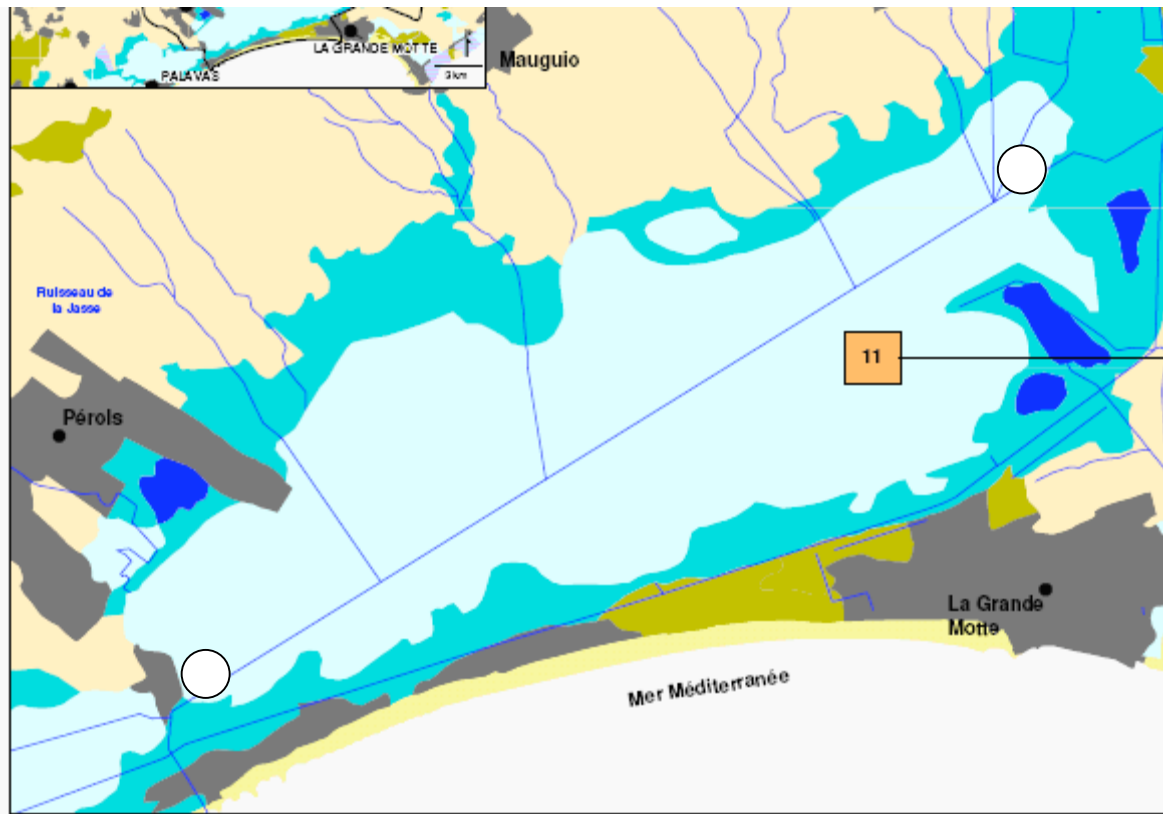 LA GRANDE MOTTE
3 km
PALAVAS
Mauguio
Ruisseau de
la Jasse
11
Pérols
La Grande
Motte
Mer Méditerranée